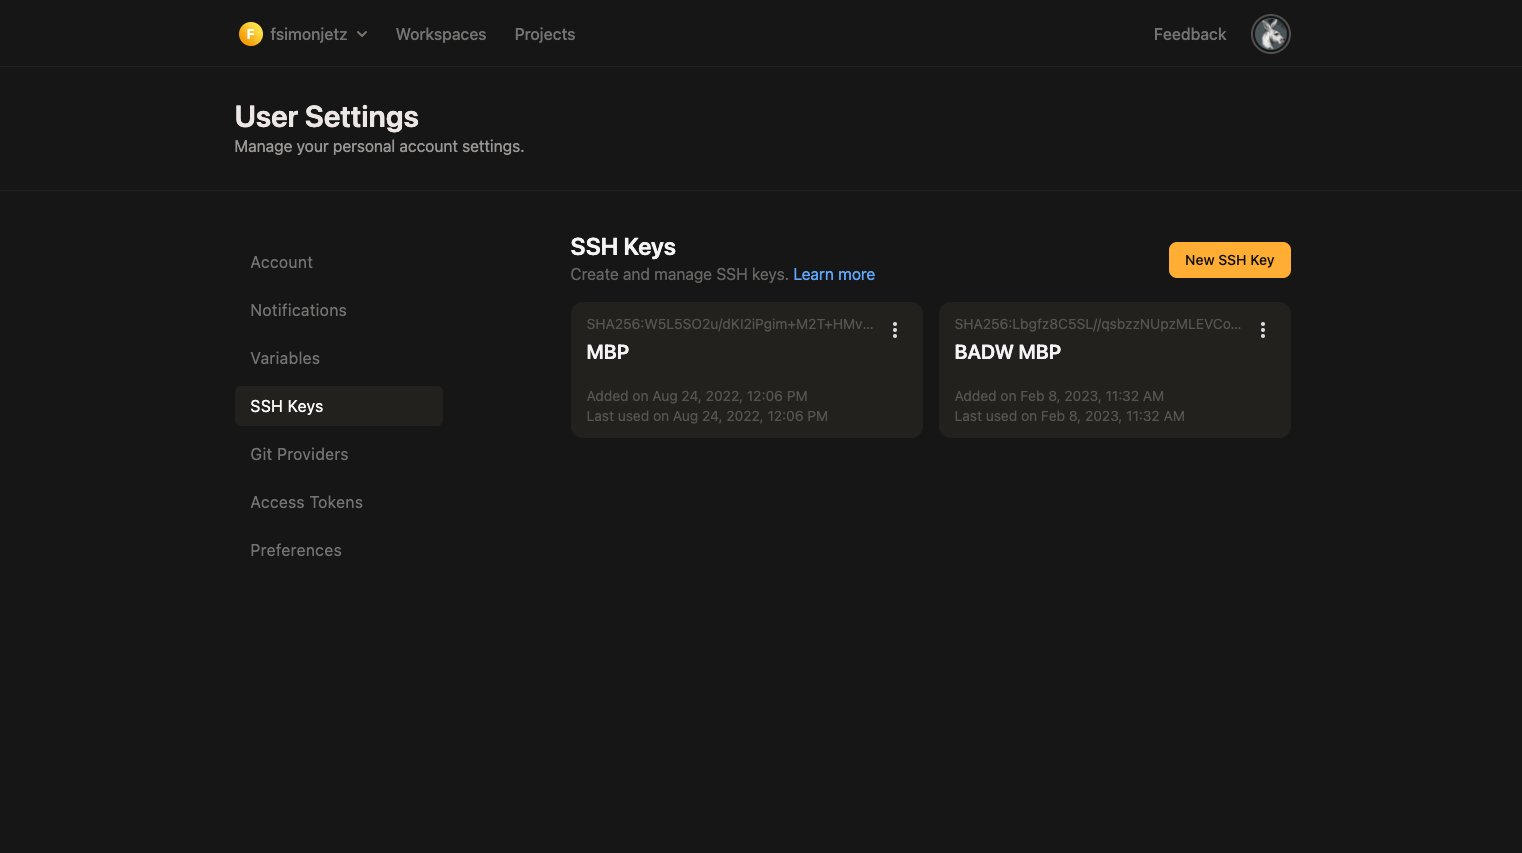 F fsimonjetz Workspaces Projects Feedback
User Settings
Manage your personal account settings.
Account
Notifications
Variables
SSH Keys
Git Providers
Access Tokens
Preferences
SSH Keys
Create and manage SSH keys. Learn more
New SSH Key
SHA256:W5L5SO2u/dKI2iPgim+M2T+HMv...
MBP
Added on Aug 24, 2022, 12:06 PM
Last used on Aug 24, 2022, 12:06 PM
SHA256:Lbgfz8C5SL//qsbzzNUpzMLEVCo...
BADW MBP
Added on Feb 8, 2023, 11:32 AM
Last used on Feb 8, 2023, 11:32 AM